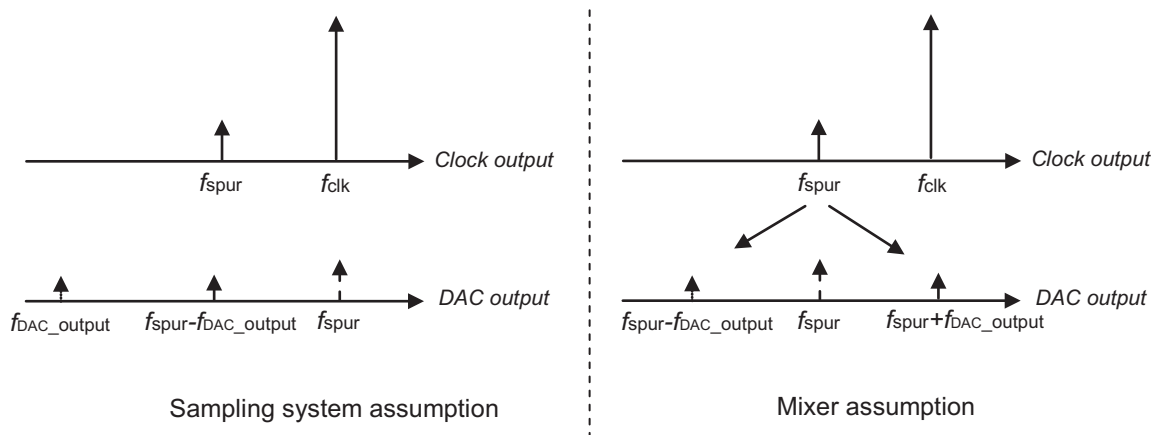 Clock output
fspur
fclk
DAC output
fDAC_output
fspur-fDAC_output
fspur
Sampling system assumption
Clock output
fspur
fclk
DAC output
fspur-fDAC_output
fspur
fspur+fDAC_output
Mixer assumption